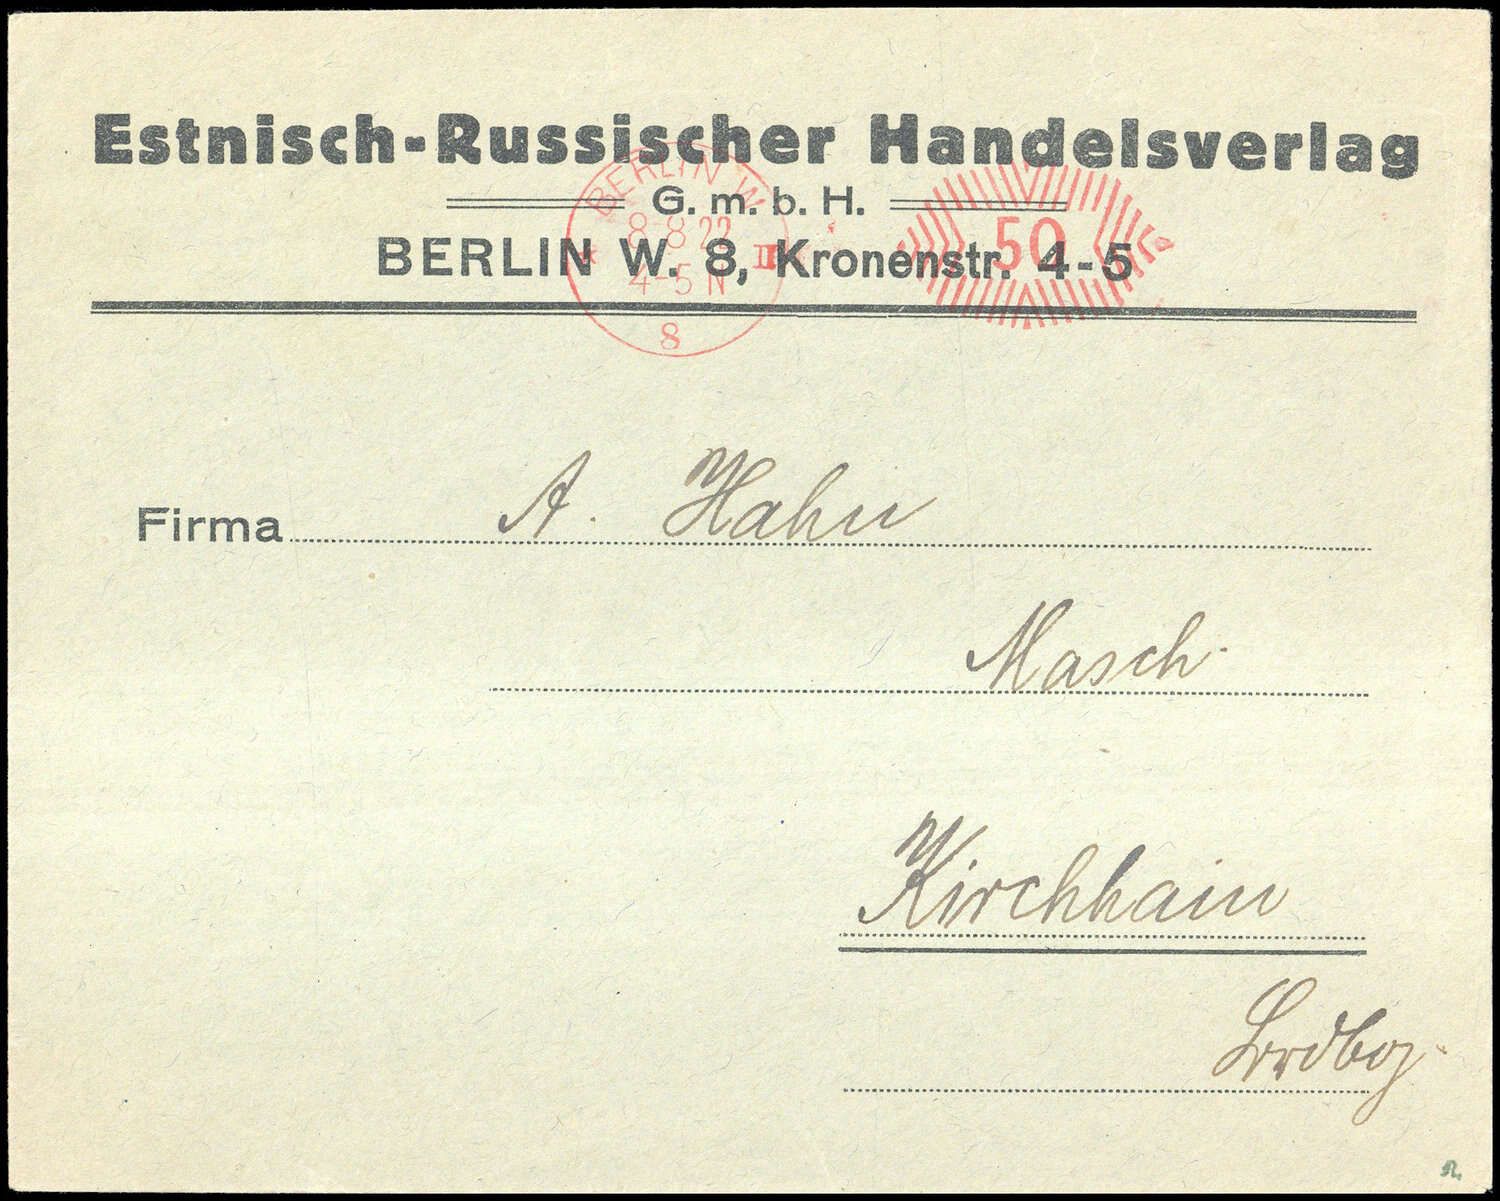 Estnisch-Russischer Handelsverlag
G. m. b. H.
BERLIN W. 8, Kronenstr. 4-5
BERLIN W
8-8 22
4-5 N
8
50
Firma A. Hahn
Masch.
Kirchhain